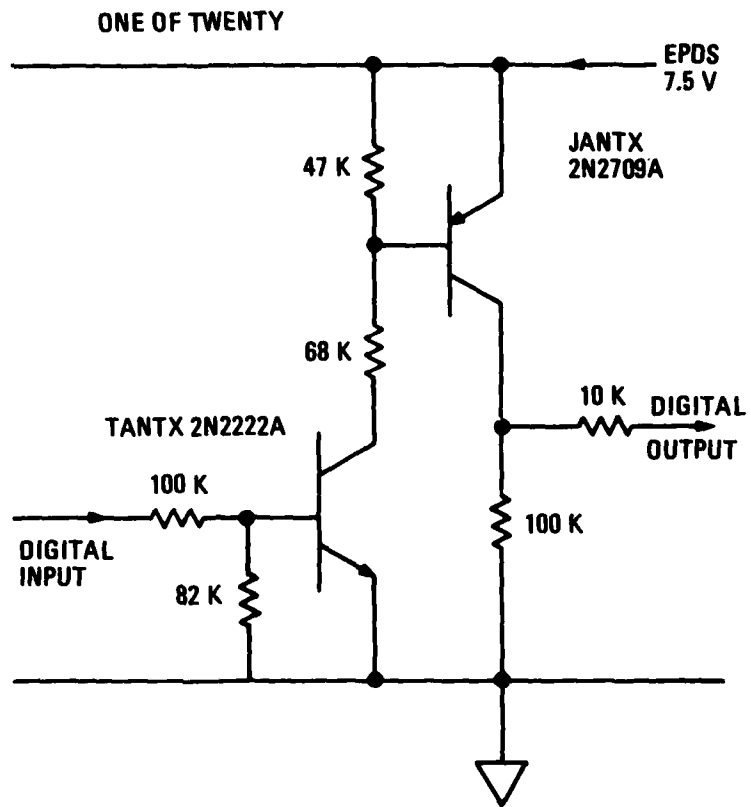 ONE OF TWENTY
EPDS
7.5 V
JANTX
2N2709A
47 K
68 K
10 K
DIGITAL
OUTPUT
TANTX 2N2222A
100 K
DIGITAL
INPUT
82 K
100 K